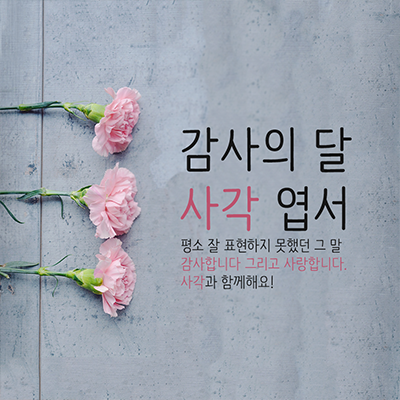 감사의 달
사각 엽서
평소 잘 표현하지 못했던 그 말
감사합니다 그리고 사랑합니다.
사각과 함께해요!